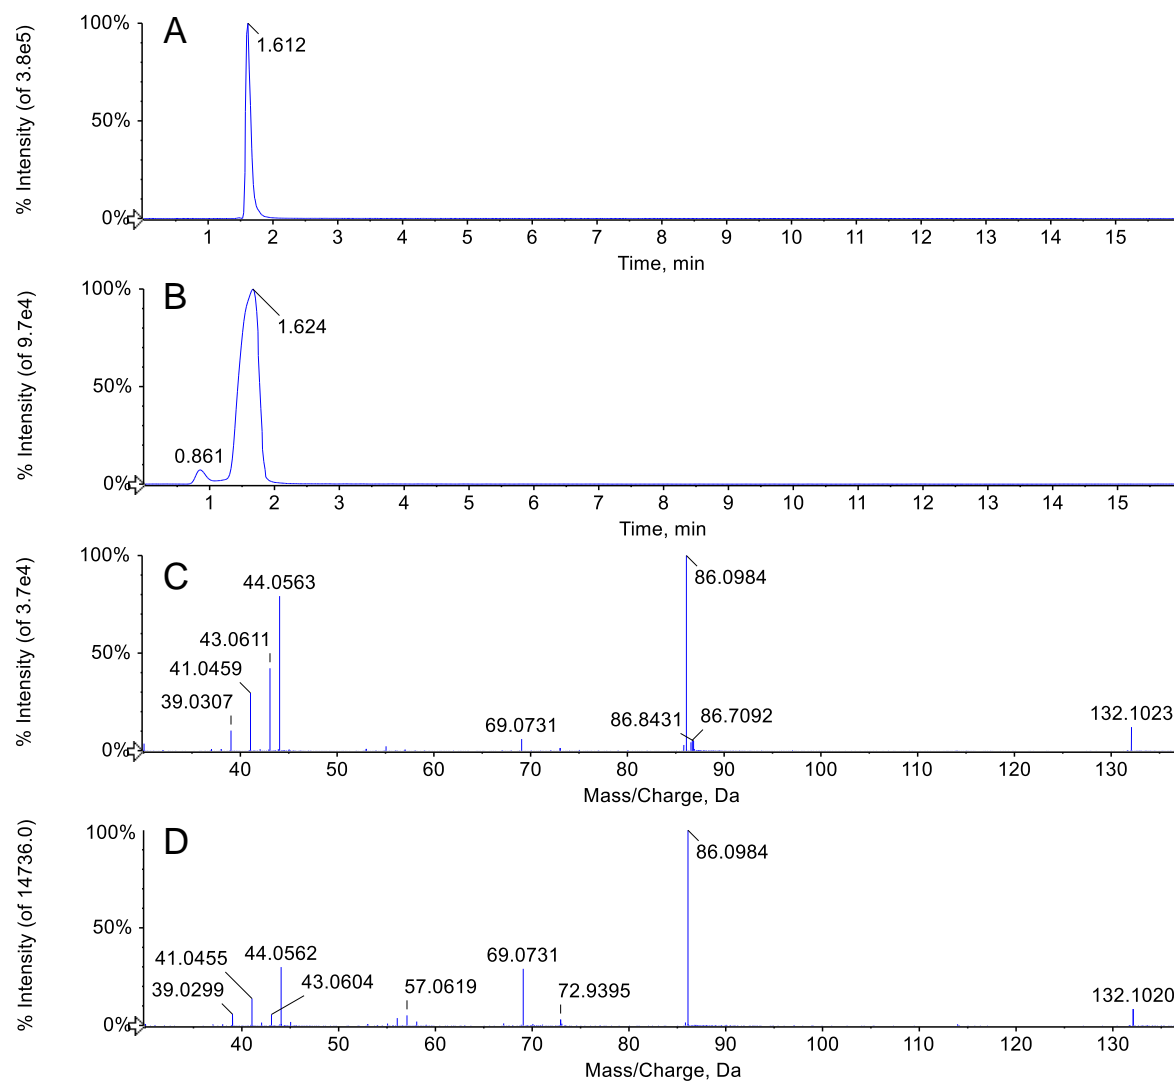 A
% Intensity (of 3.8e5)
100%
50%
0%
1.612
1 2 3 4 5 6 7 8 9 10 11 12 13 14 15
Time, min
B
% Intensity (of 9.7e4)
100%
50%
0%
1.624
0.861
1 2 3 4 5 6 7 8 9 10 11 12 13 14 15
Time, min
C
% Intensity (of 3.7e4)
100%
50%
0%
86.0984
44.0563
43.0611
41.0459
39.0307
69.0731
86.8431
86.7092
132.1023
40 50 60 70 80 90 100 110 120 130
Mass/Charge, Da
D
% Intensity (of 14736.0)
100%
50%
0%
86.0984
41.0455
44.0562
69.0731
39.0299
43.0604
57.0619
72.9395
132.1020
40 50 60 70 80 90 100 110 120 130
Mass/Charge, Da